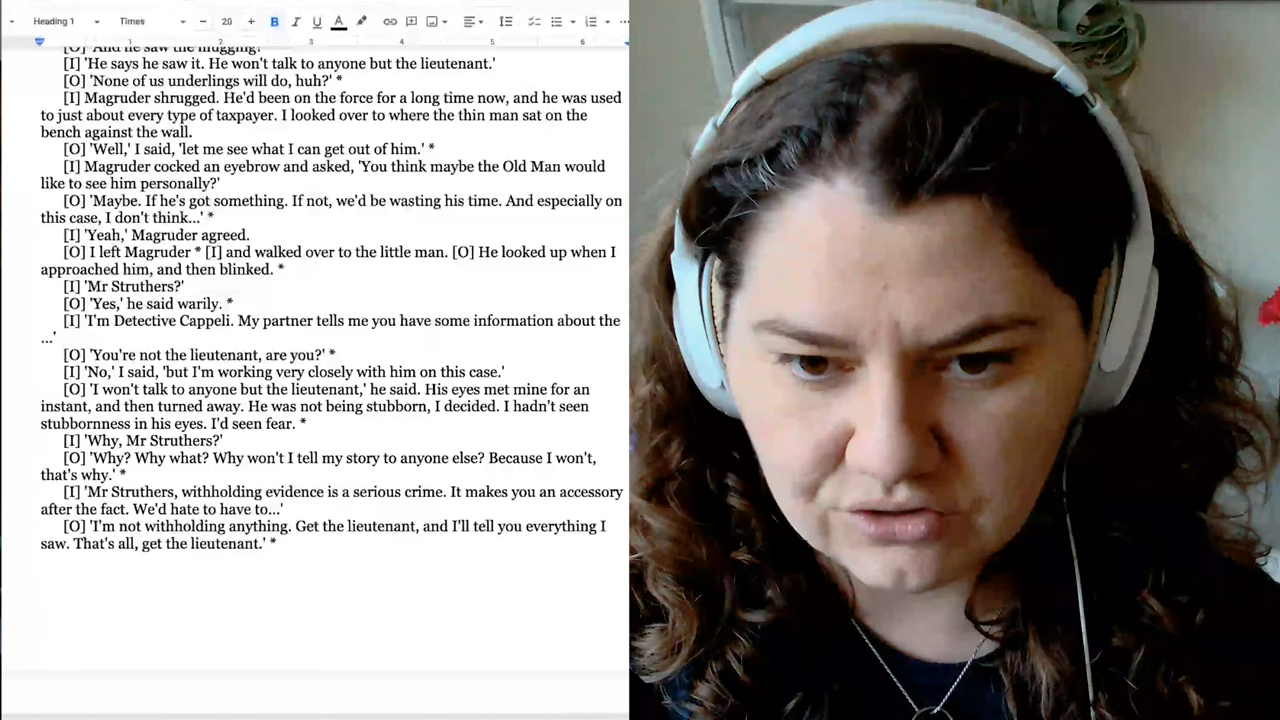 Heading 1 Times 20 B I U A
1 2 3 4 5 6
[O] 'And he saw the mugging?'
[I] 'He says he saw it. He won't talk to anyone but the lieutenant.'
[O] 'None of us underlings will do, huh?' *
[I] Magruder shrugged. He'd been on the force for a long time now, and he was used
to just about every type of taxpayer. I looked over to where the thin man sat on the
bench against the wall.
[O] 'Well,' I said, 'let me see what I can get out of him.' *
[I] Magruder cocked an eyebrow and asked, 'You think maybe the Old Man would
like to see him personally?'
[O] 'Maybe. If he's got something. If not, we'd be wasting his time. And especially on
this case, I don't think...' *
[I] 'Yeah,' Magruder agreed.
[O] I left Magruder * [I] and walked over to the little man. [O] He looked up when I
approached him, and then blinked. *
[I] 'Mr Struthers?'
[O] 'Yes,' he said warily. *
[I] 'I'm Detective Cappeli. My partner tells me you have some information about the
...'
[O] 'You're not the lieutenant, are you?' *
[I] 'No,' I said, 'but I'm working very closely with him on this case.'
[O] 'I won't talk to anyone but the lieutenant,' he said. His eyes met mine for an
instant, and then turned away. He was not being stubborn, I decided. I hadn't seen
stubbornness in his eyes. I'd seen fear. *
[I] 'Why, Mr Struthers?'
[O] 'Why? Why what? Why won't I tell my story to anyone else? Because I won't,
that's why.' *
[I] 'Mr Struthers, withholding evidence is a serious crime. It makes you an accessory
after the fact. We'd hate to have to...'
[O] 'I'm not withholding anything. Get the lieutenant, and I'll tell you everything I
saw. That's all, get the lieutenant.' *